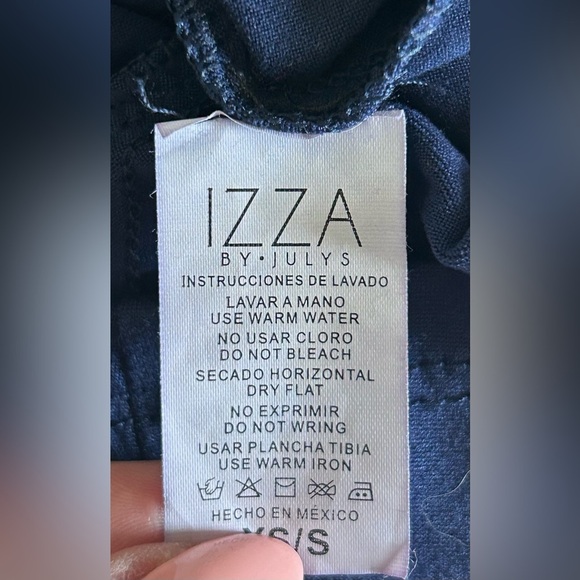 IZZA
BY•JULYS
INSTRUCCIONES DE LAVADO
LAVAR A MANO
USE WARM WATER
NO USAR CLORO
DO NOT BLEACH
SECADO HORIZONTAL
DRY FLAT
NO EXPRIMIR
DO NOT WRING
USAR PLANCHA TIBIA
USE WARM IRON
HECHO EN MÉXICO
XS/S